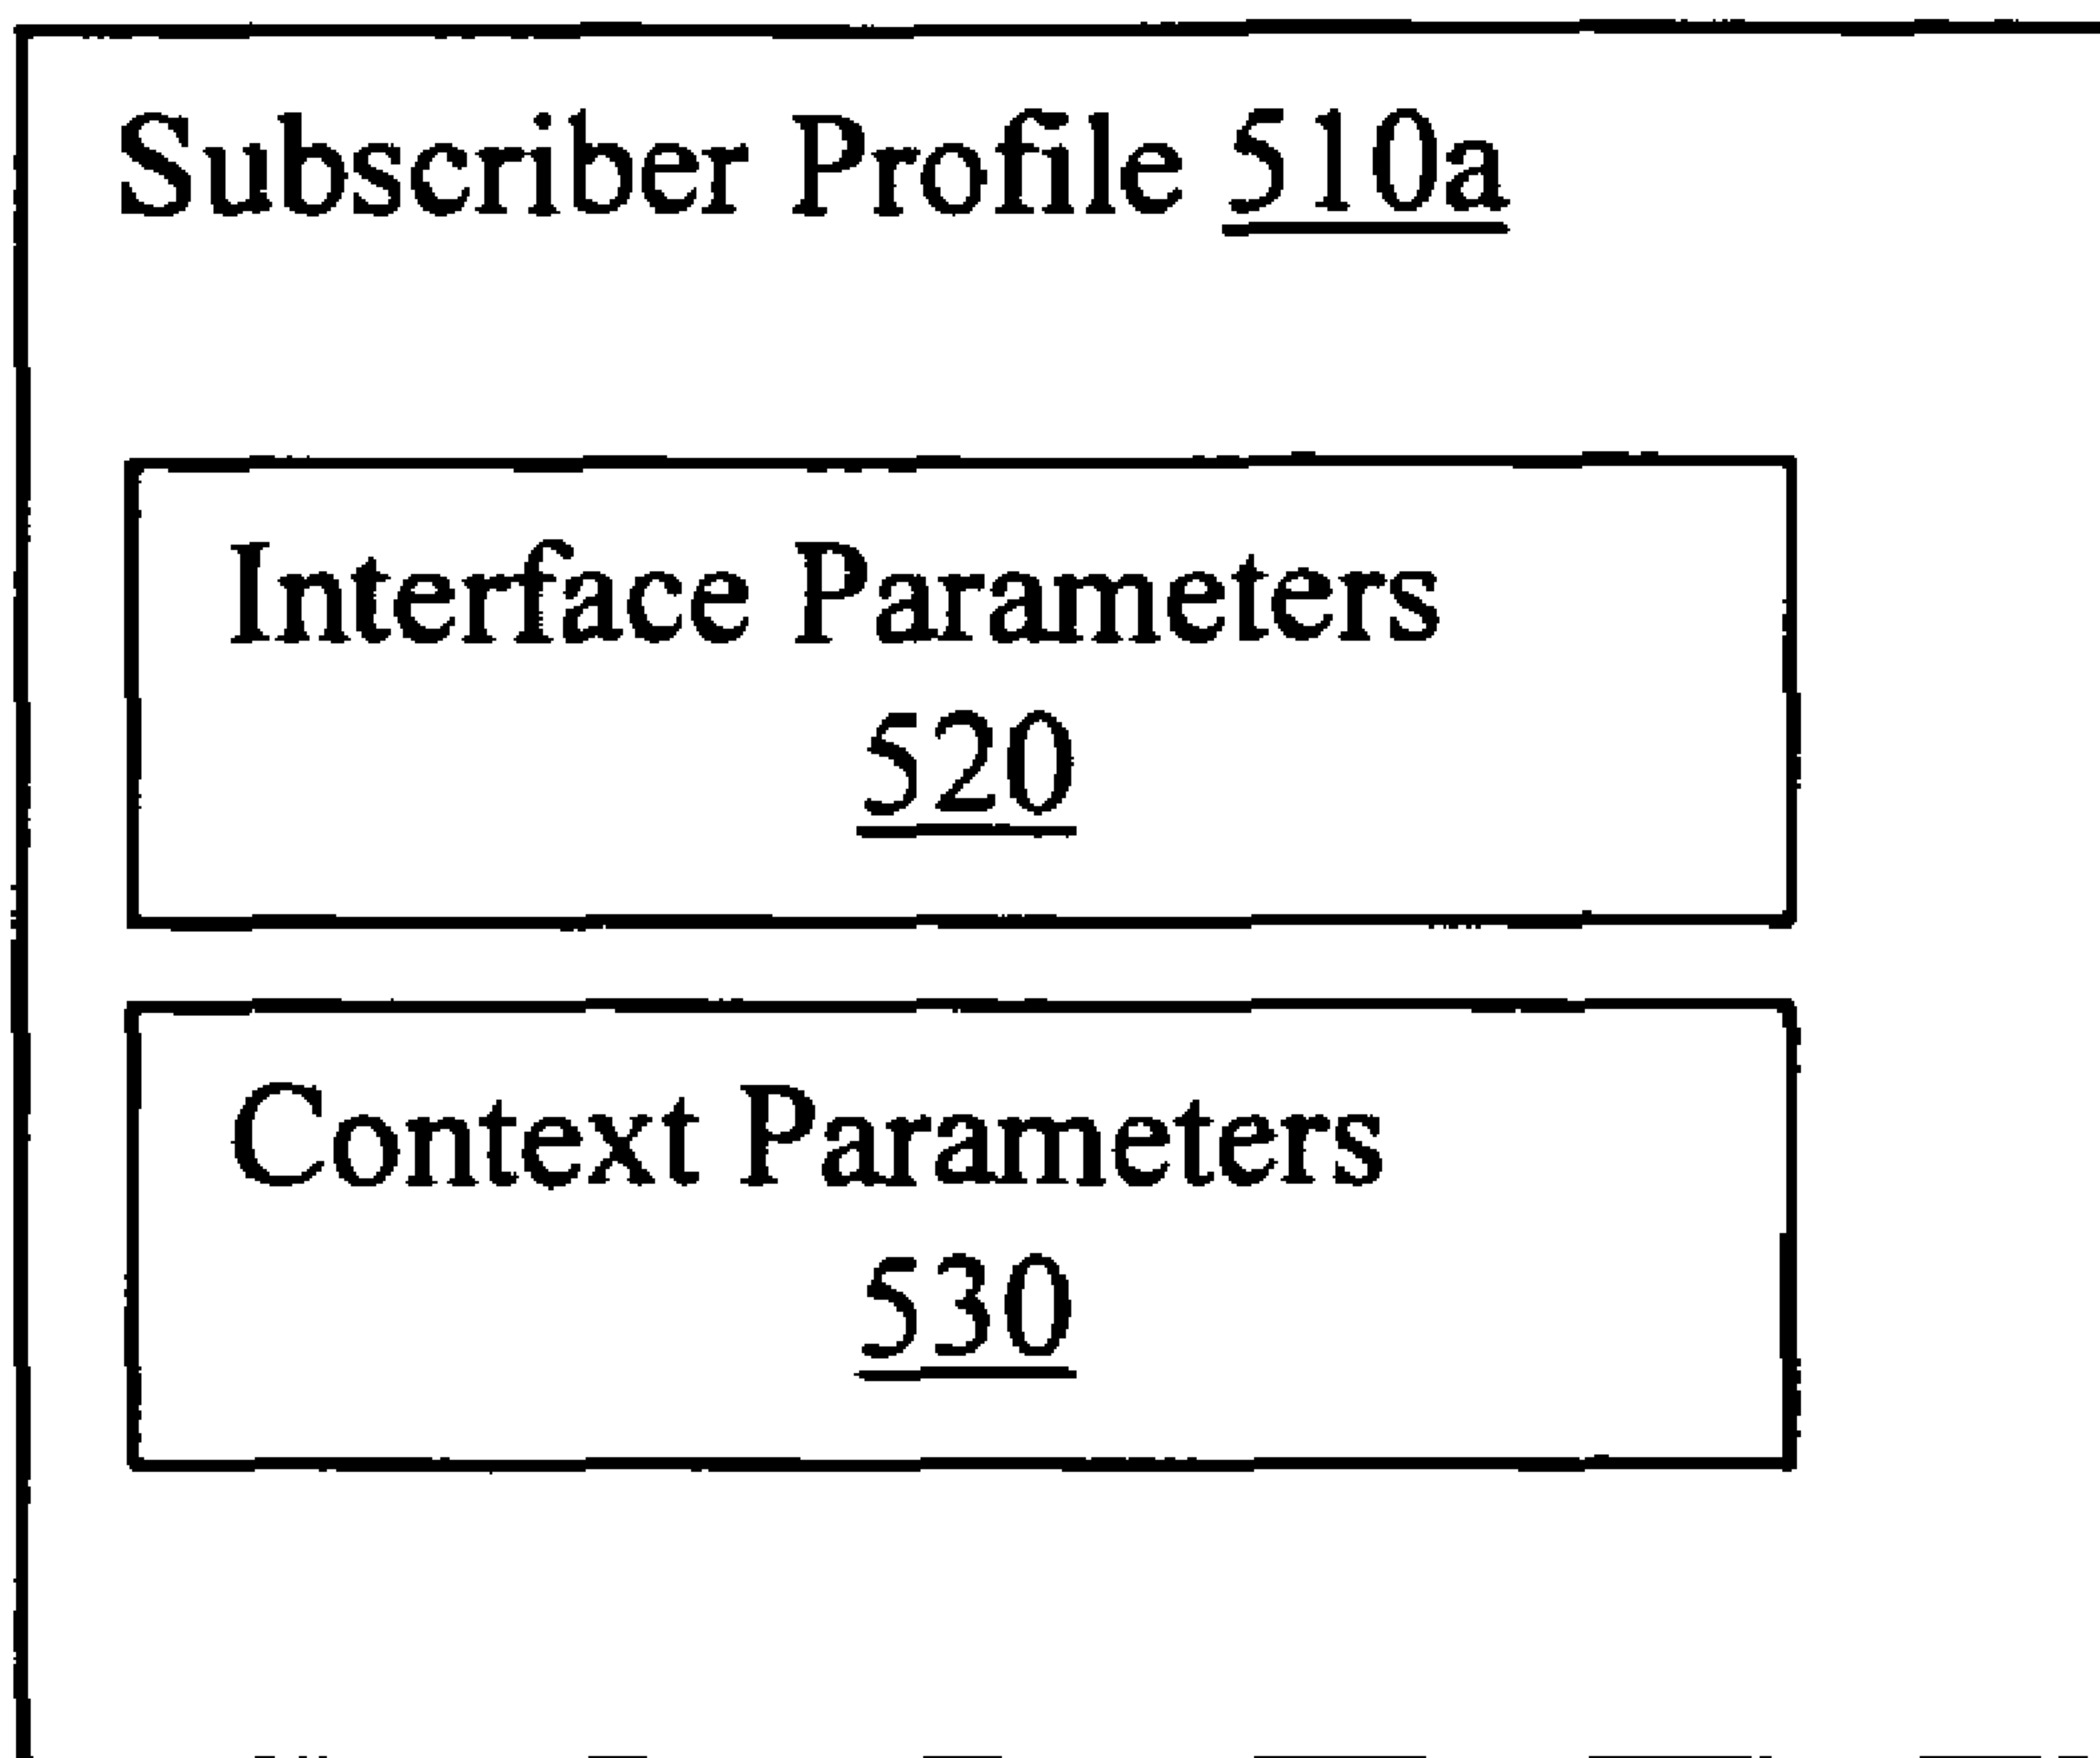 Subscriber Profile 510a
Interface Parameters
520
Context Parameters
530